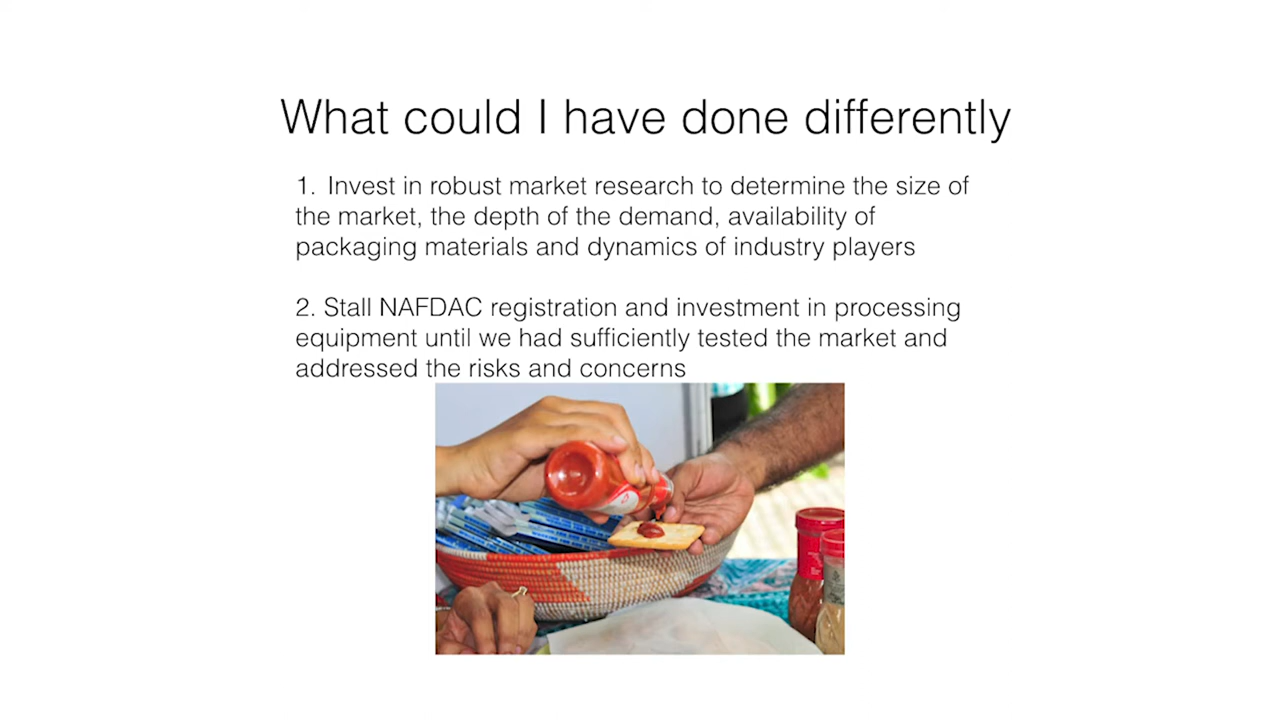 What could I have done differently
1. Invest in robust market research to determine the size of
the market, the depth of the demand, availability of
packaging materials and dynamics of industry players
2. Stall NAFDAC registration and investment in processing
equipment until we had sufficiently tested the market and
addressed the risks and concerns